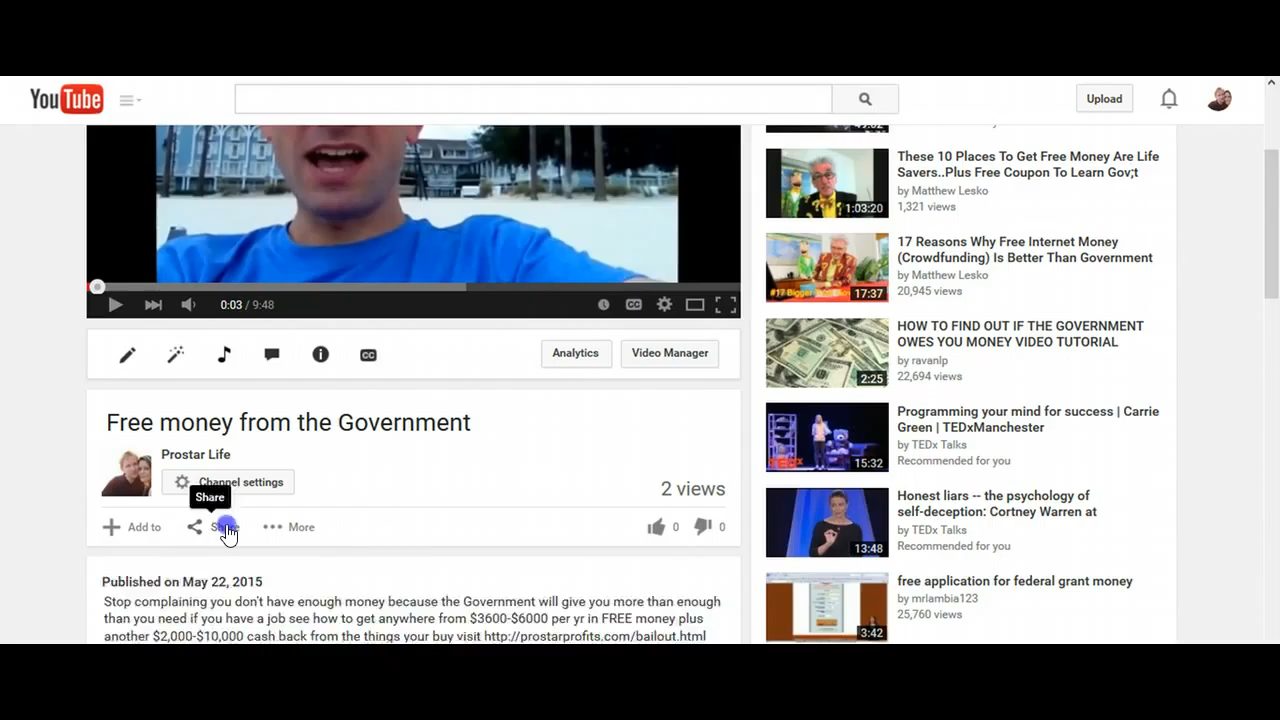 YouTube
Upload
0:03 / 9:48
CC
CC
Analytics
Video Manager
Free money from the Government
Prostar Life
Channel settings
Share
2 views
Add to
More
0
0
Published on May 22, 2015
Stop complaining you don't have enough money because the Government will give you more than enough
than you need if you have a job see how to get anywhere from $3600-$6000 per yr in FREE money plus
another $2,000-$10,000 cash back from the things your buy visit http://prostarprofits.com/bailout.html
These 10 Places To Get Free Money Are Life
Savers..Plus Free Coupon To Learn Gov;t
by Matthew Lesko
1,321 views
1:03:20
17 Reasons Why Free Internet Money
(Crowdfunding) Is Better Than Government
by Matthew Lesko
20,945 views
17:37
HOW TO FIND OUT IF THE GOVERNMENT
OWES YOU MONEY VIDEO TUTORIAL
by ravanlp
22,694 views
2:25
Programming your mind for success | Carrie
Green | TEDxManchester
by TEDx Talks
Recommended for you
15:32
Honest liars -- the psychology of
self-deception: Cortney Warren at
by TEDx Talks
Recommended for you
13:48
free application for federal grant money
by mrlambia123
25,760 views
3:42